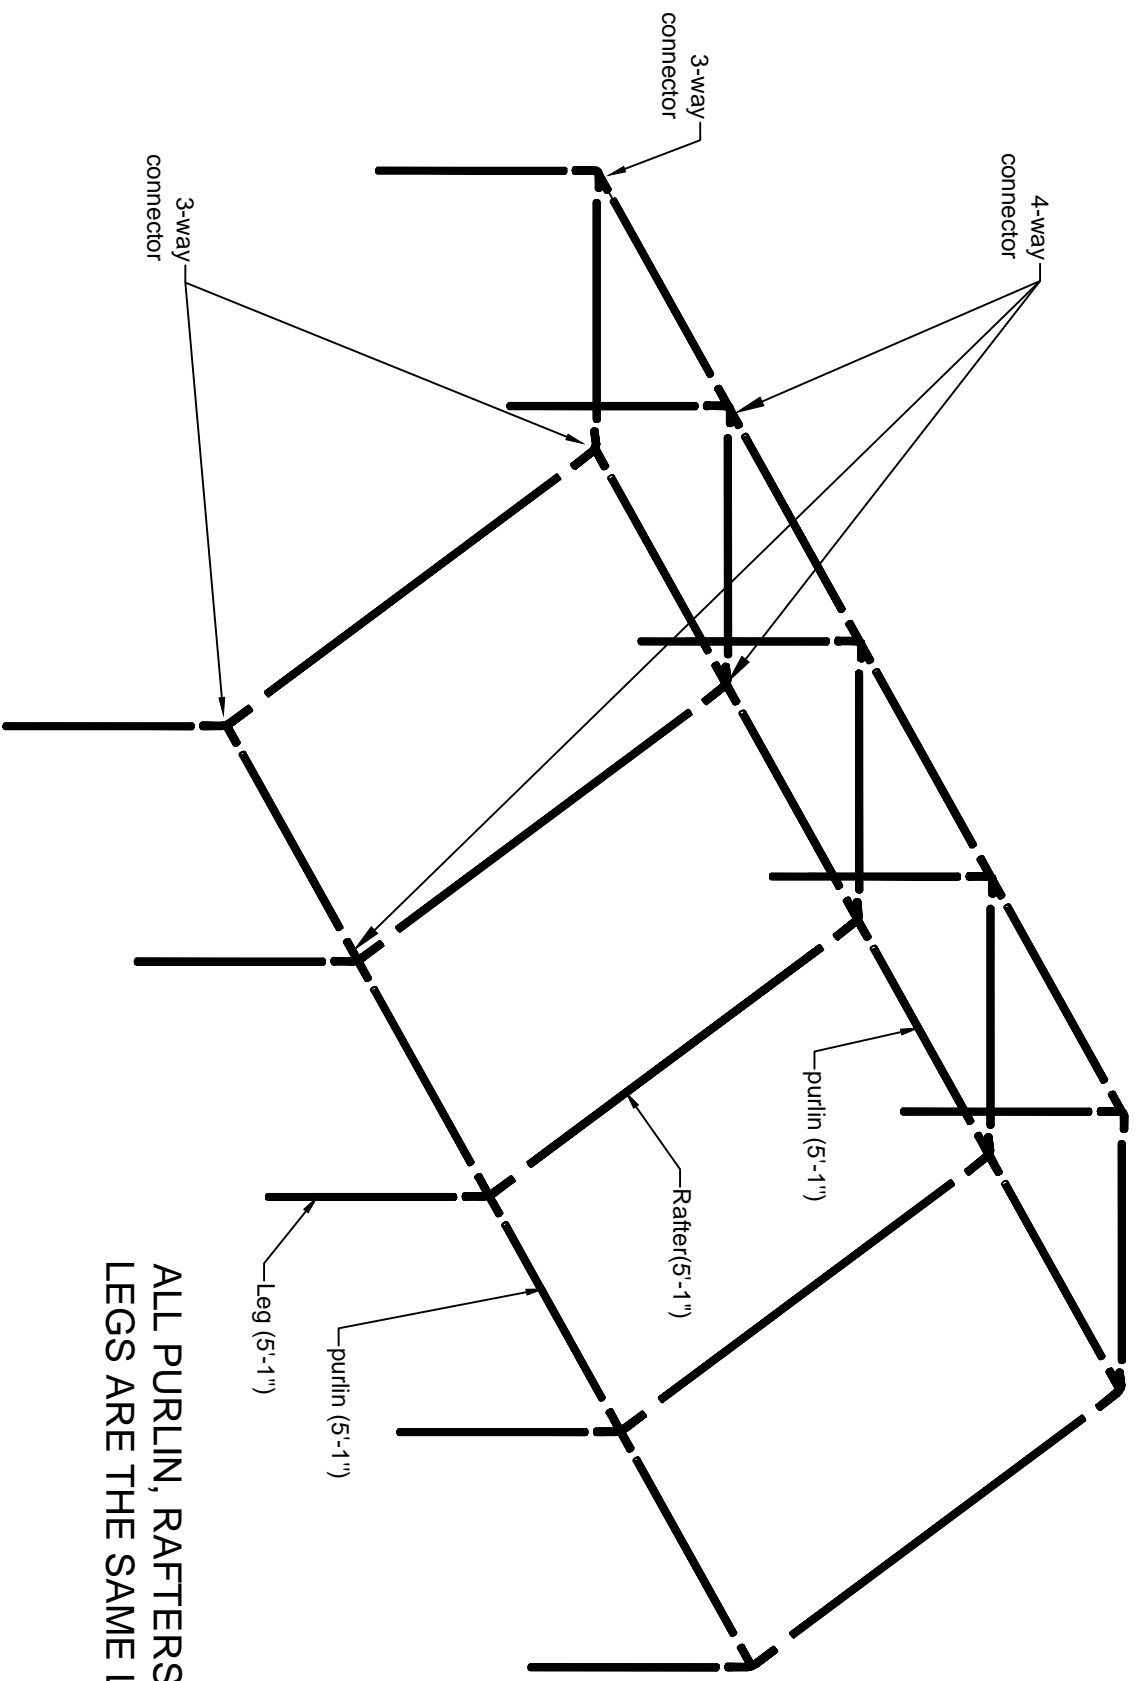 4-way
connector
3-way
connector
3-way
connector
purlin (5'-1")
Rafter(5'-1")
Leg (5'-1")
purlin (5'-1")
ALL PURLIN, RAFTERS
LEGS ARE THE SAME